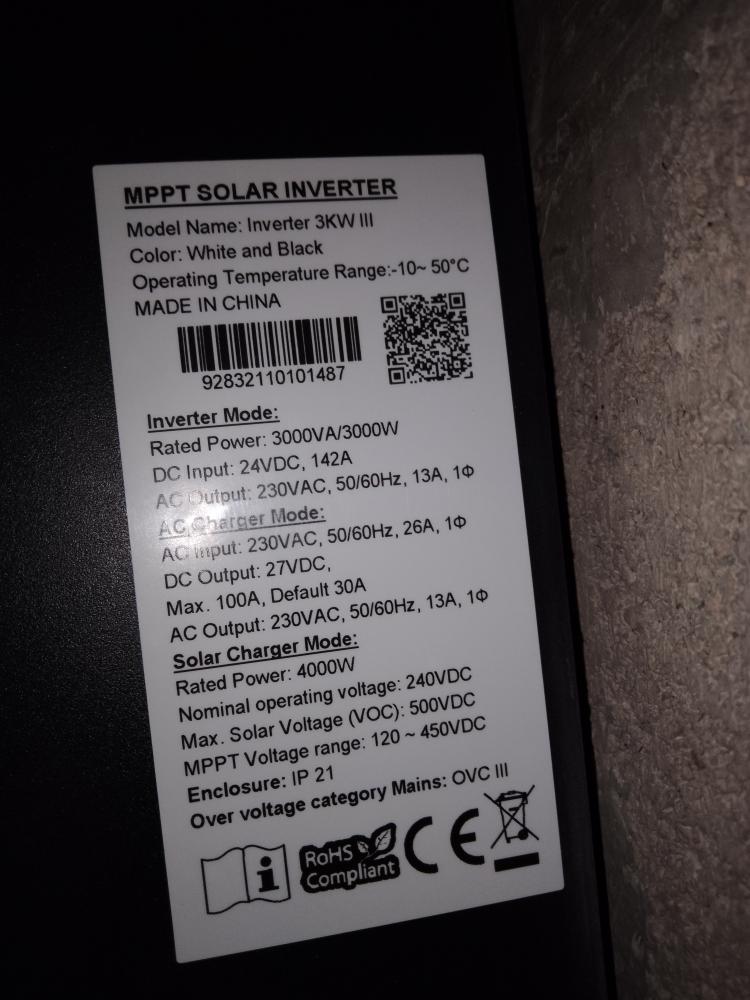 MPPT SOLAR INVERTER
Model Name: Inverter 3KW III
Color: White and Black
Operating Temperature Range:-10~ 50°C
MADE IN CHINA
92832110101487
Inverter Mode:
Rated Power: 3000VA/3000W
DC Input: 24VDC, 142A
AC Output: 230VAC, 50/60Hz, 13A, 1Φ
AC Charger Mode:
AC Input: 230VAC, 50/60Hz, 26A, 1Φ
DC Output: 27VDC,
Max. 100A, Default 30A
AC Output: 230VAC, 50/60Hz, 13A, 1Φ
Solar Charger Mode:
Rated Power: 4000W
Nominal operating voltage: 240VDC
Max. Solar Voltage (VOC): 500VDC
MPPT Voltage range: 120 ~ 450VDC
Enclosure: IP 21
Over voltage category Mains: OVC III
i
RoHS
Compliant
CE